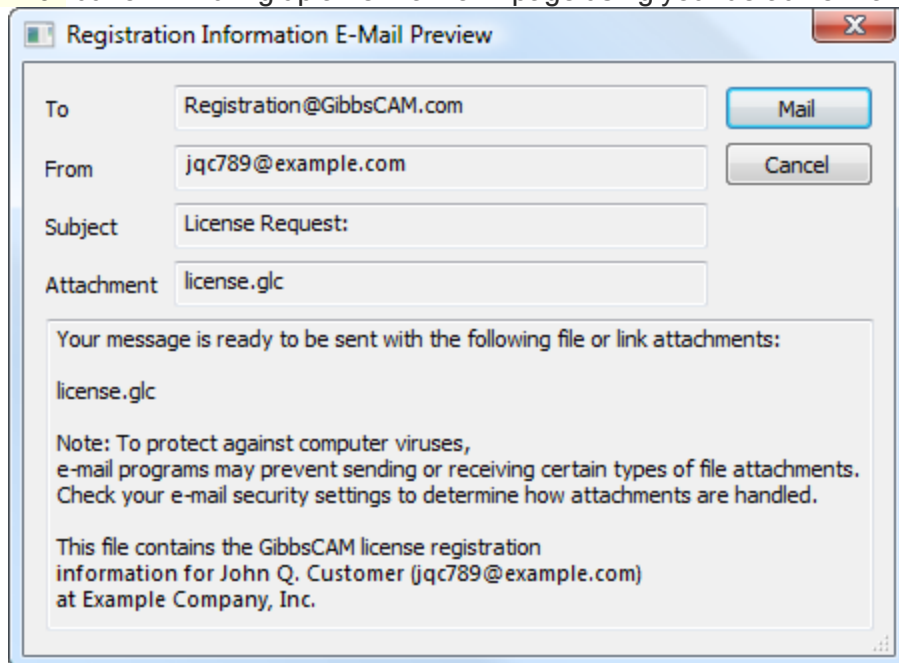 Registration Information E-Mail Preview
To
Registration@GibbsCAM.com
Mail
From
jqc789@example.com
Cancel
Subject
License Request:
Attachment
license.glc
Your message is ready to be sent with the following file or link attachments:
license.glc
Note: To protect against computer viruses,
e-mail programs may prevent sending or receiving certain types of file attachments.
Check your e-mail security settings to determine how attachments are handled.
This file contains the GibbsCAM license registration
information for John Q. Customer (jqc789@example.com)
at Example Company, Inc.